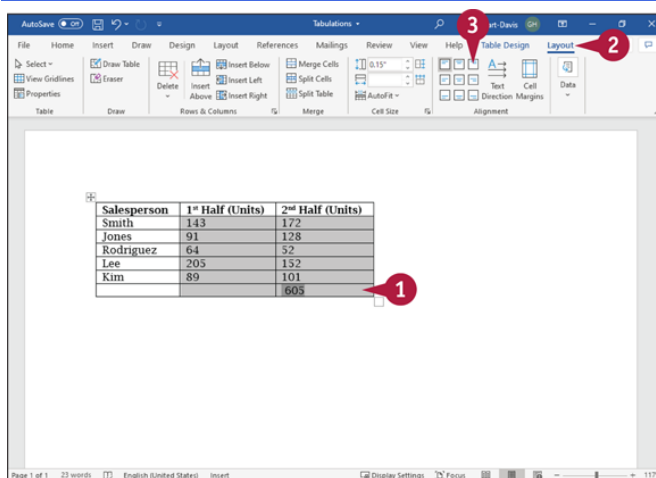 AutoSave Off Tabulations 3 art-Davis GH
File Home Insert Draw Design Layout References Mailings Review View Help Table Design Layout 2
Select Draw Table Insert Below Merge Cells 0.15"
View Gridlines Eraser Delete Insert Above Insert Left Split Cells Text Direction Cell Margins Data
Properties Insert Right Split Table AutoFit
Table Draw Rows & Columns Merge Cell Size Alignment
Salesperson 1st Half (Units) 2nd Half (Units)
Smith 143 172
Jones 91 128
Rodriguez 64 52
Lee 205 152
Kim 89 101
605 1
Page 1 of 1 23 words English (United States) Insert Display Settings Focus 117